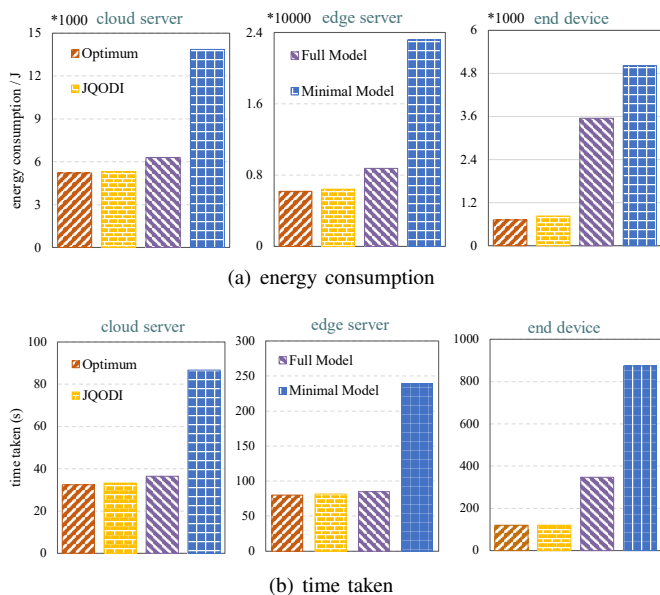 *1000 cloud server
*10000 edge server
*1000 end device
energy consumption / J
15
12
9
6
3
0
Optimum
JQODI
2.4
1.6
0.8
0
Full Model
Minimal Model
6
4.8
3.6
2.4
1.2
0
(a) energy consumption
cloud server
edge server
end device
time taken (s)
100
80
60
40
20
0
Optimum
JQODI
300
250
200
150
100
50
0
Full Model
Minimal Model
1000
800
600
400
200
0
(b) time taken